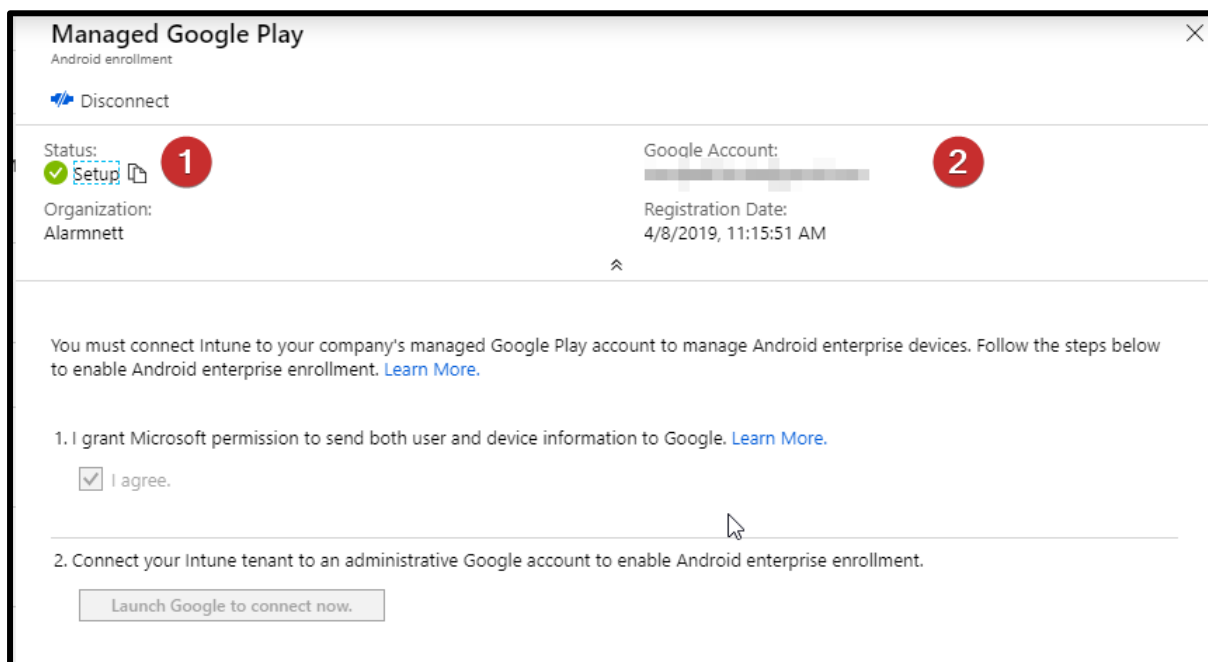 Managed Google Play
Android enrollment
Disconnect
Status:
Setup
1
Google Account:
2
Organization:
Alarmnett
Registration Date:
4/8/2019, 11:15:51 AM
You must connect Intune to your company's managed Google Play account to manage Android enterprise devices. Follow the steps below
to enable Android enterprise enrollment. Learn More.
1. I grant Microsoft permission to send both user and device information to Google. Learn More.
I agree.
2. Connect your Intune tenant to an administrative Google account to enable Android enterprise enrollment.
Launch Google to connect now.